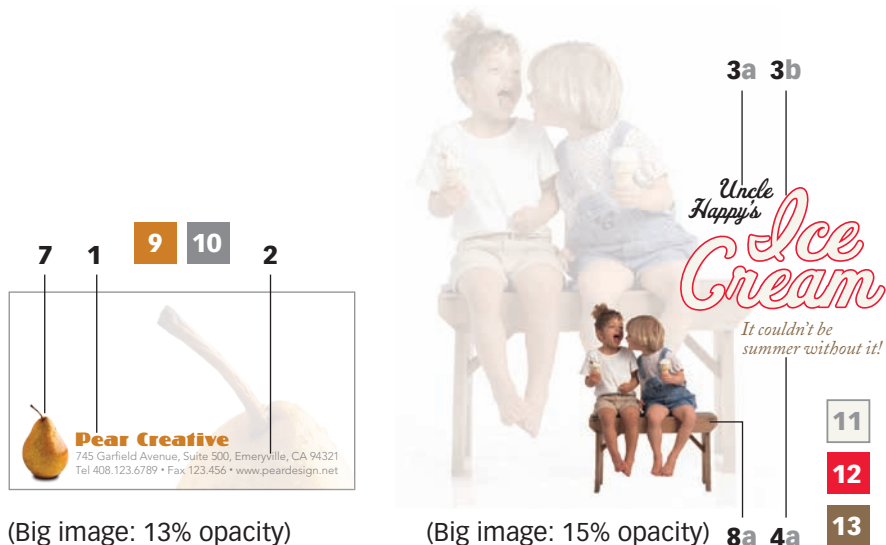 3a 3b
Uncle
Happy's
Ice
Cream
It couldn't be
summer without it!
9 10
7 1 2
Pear Creative
745 Garfield Avenue, Suite 500, Emeryville, CA 94321
Tel 408.123.6789 • Fax 123.456 • www.peardesign.net
11
12
13
(Big image: 13% opacity)
(Big image: 15% opacity) 8a 4a